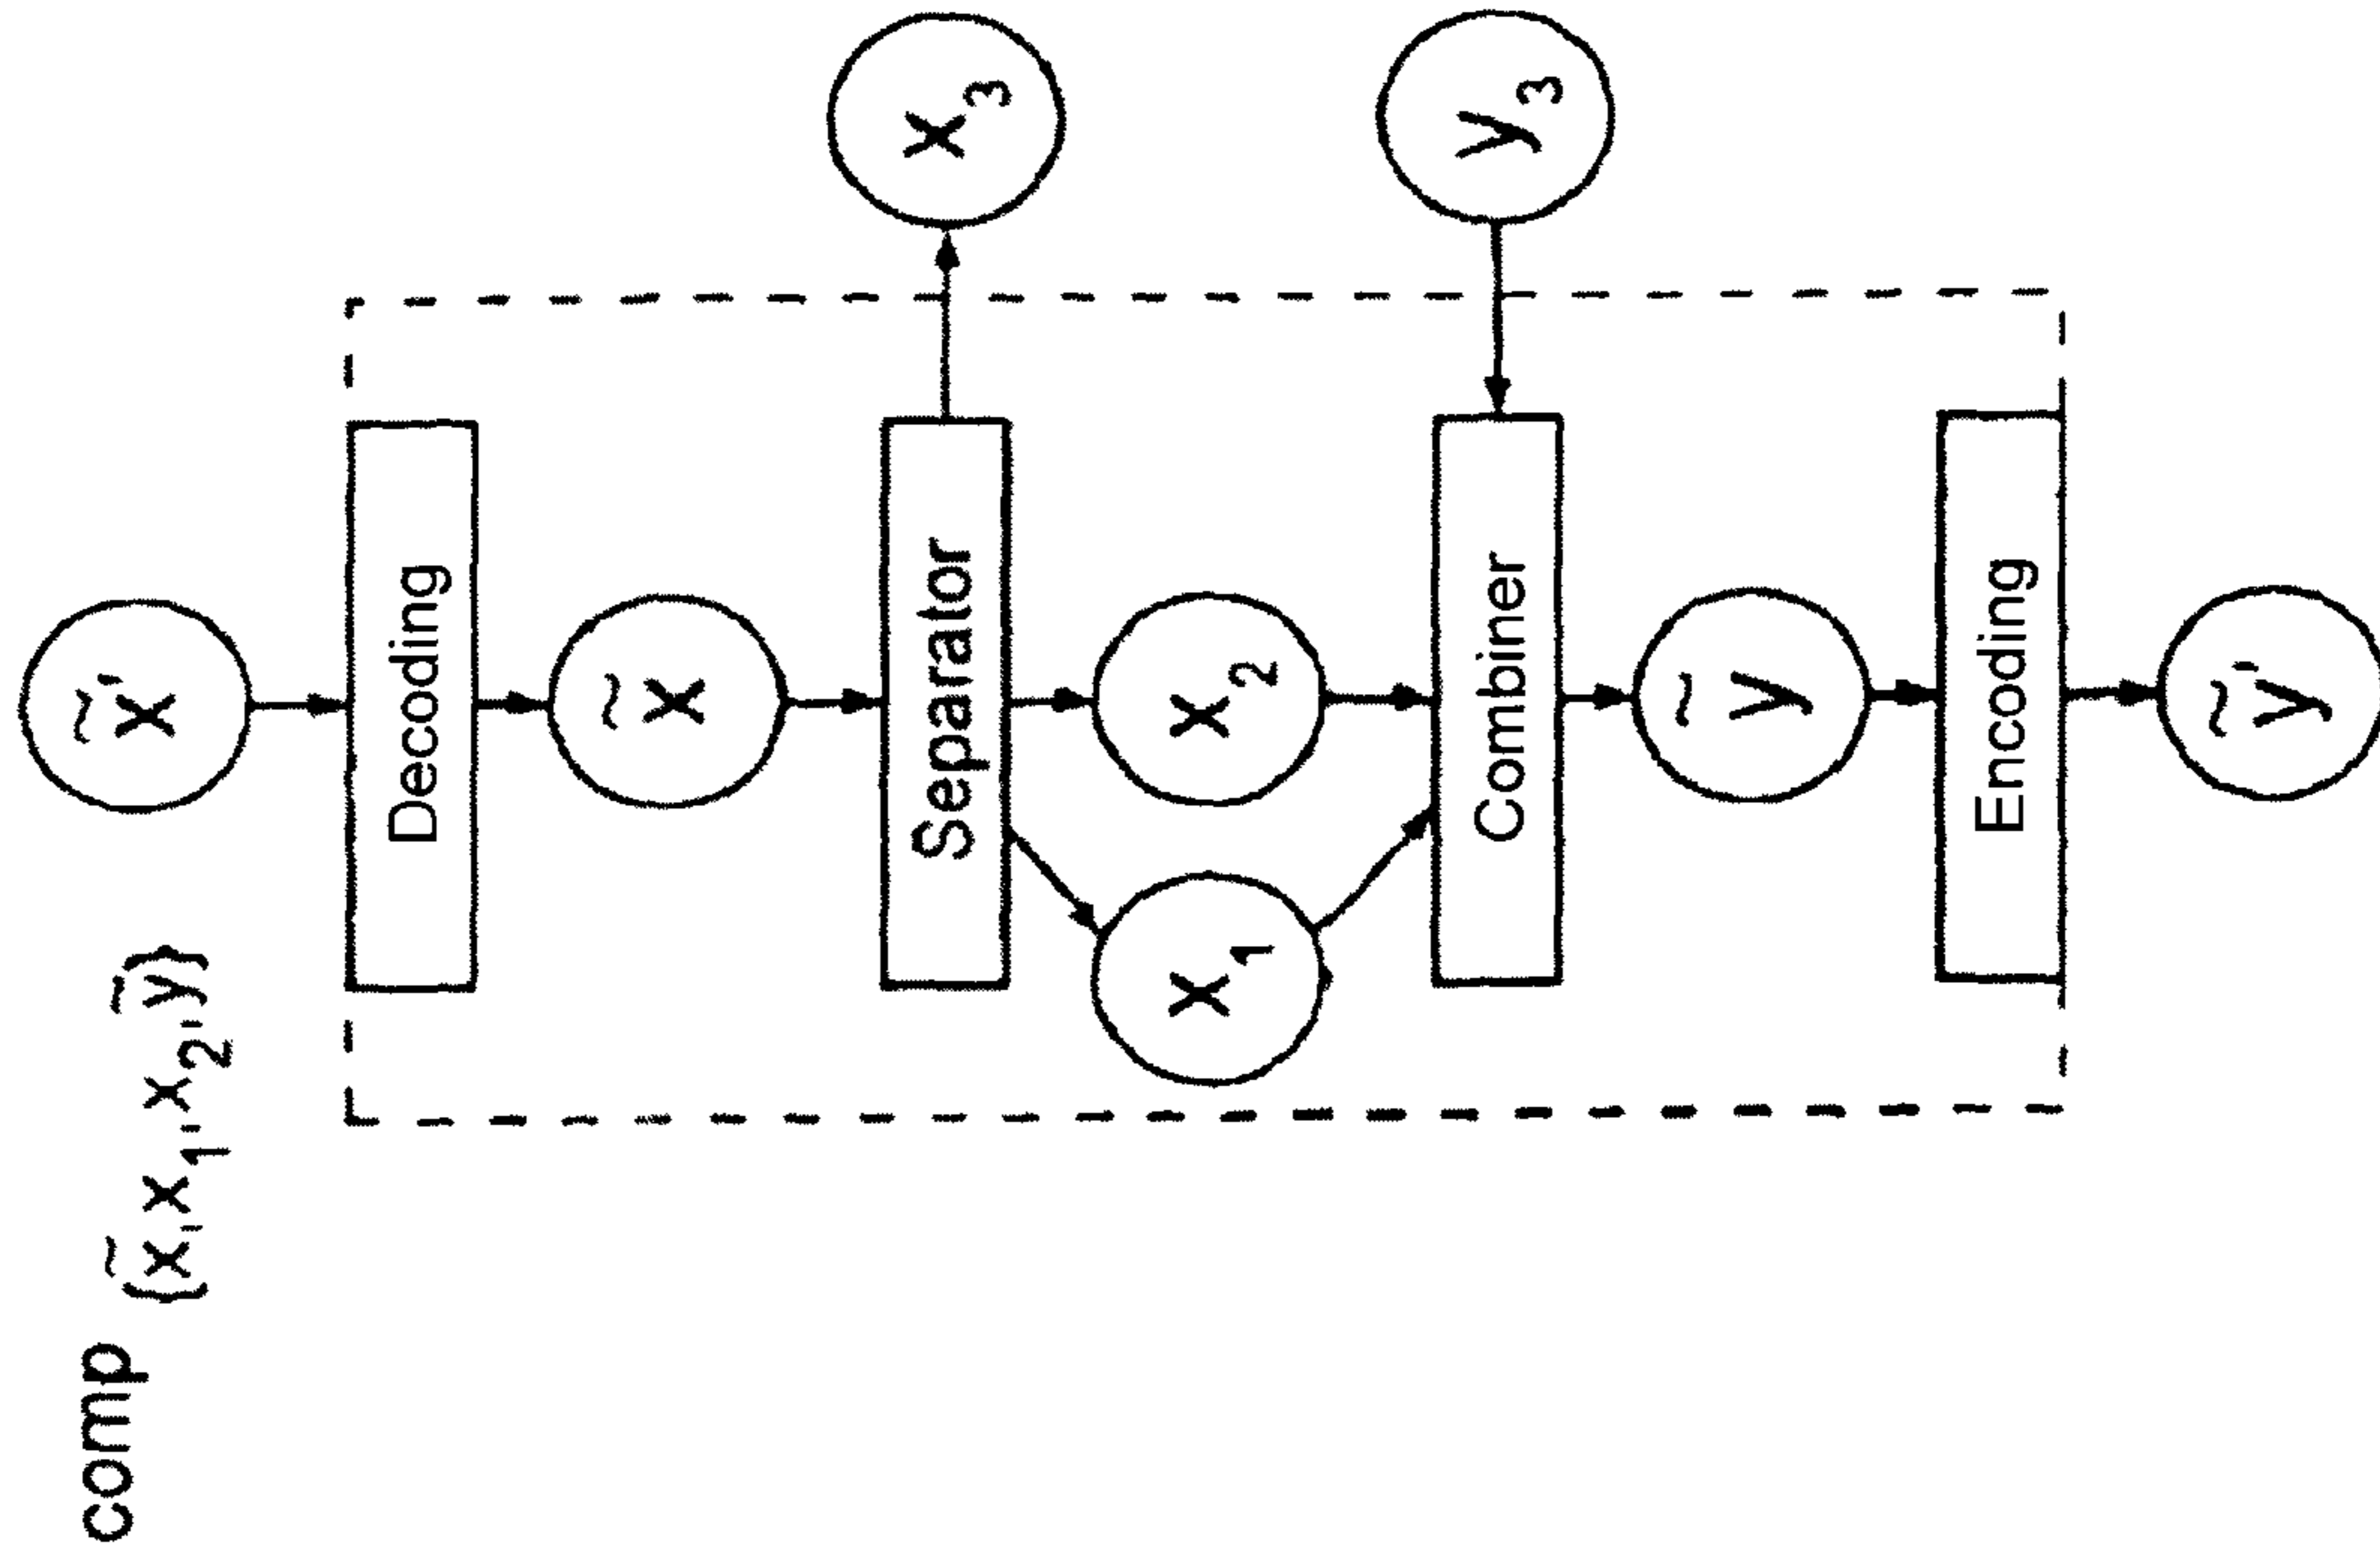 comp {x̃,x₁,x₂,ỹ}
x̃'
Decoding
x̃
Separator
x₃
x₁
x₂
Combiner
y₃
ỹ
Encoding
ỹ'